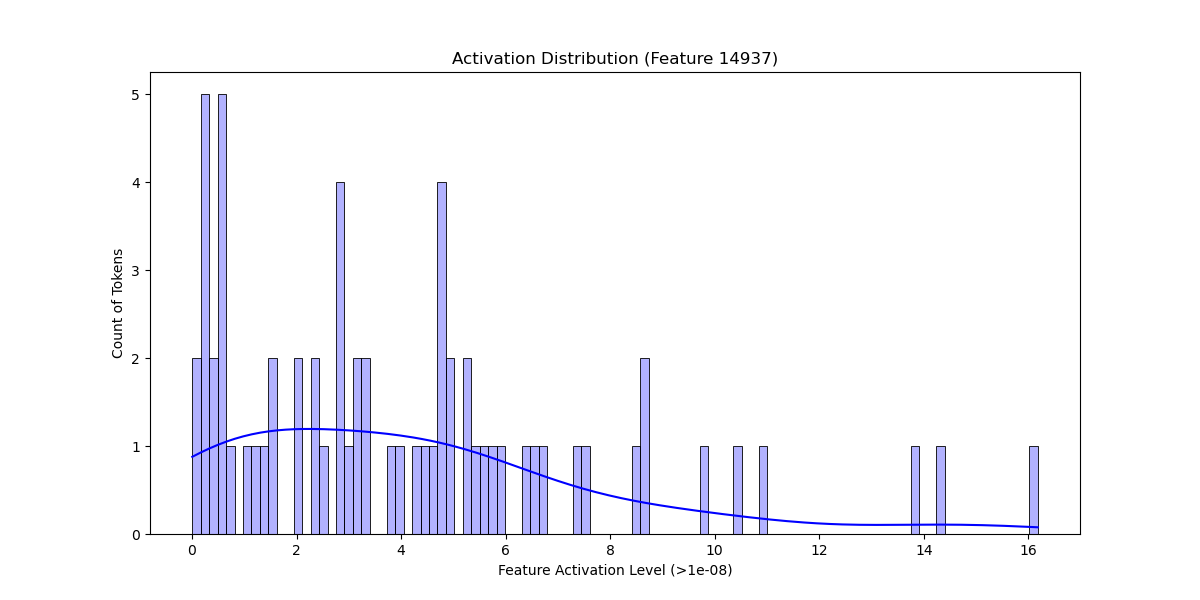 Activation Distribution (Feature 14937)
Count of Tokens
5
4
3
2
1
0
0 2 4 6 8 10 12 14 16
Feature Activation Level (>1e-08)